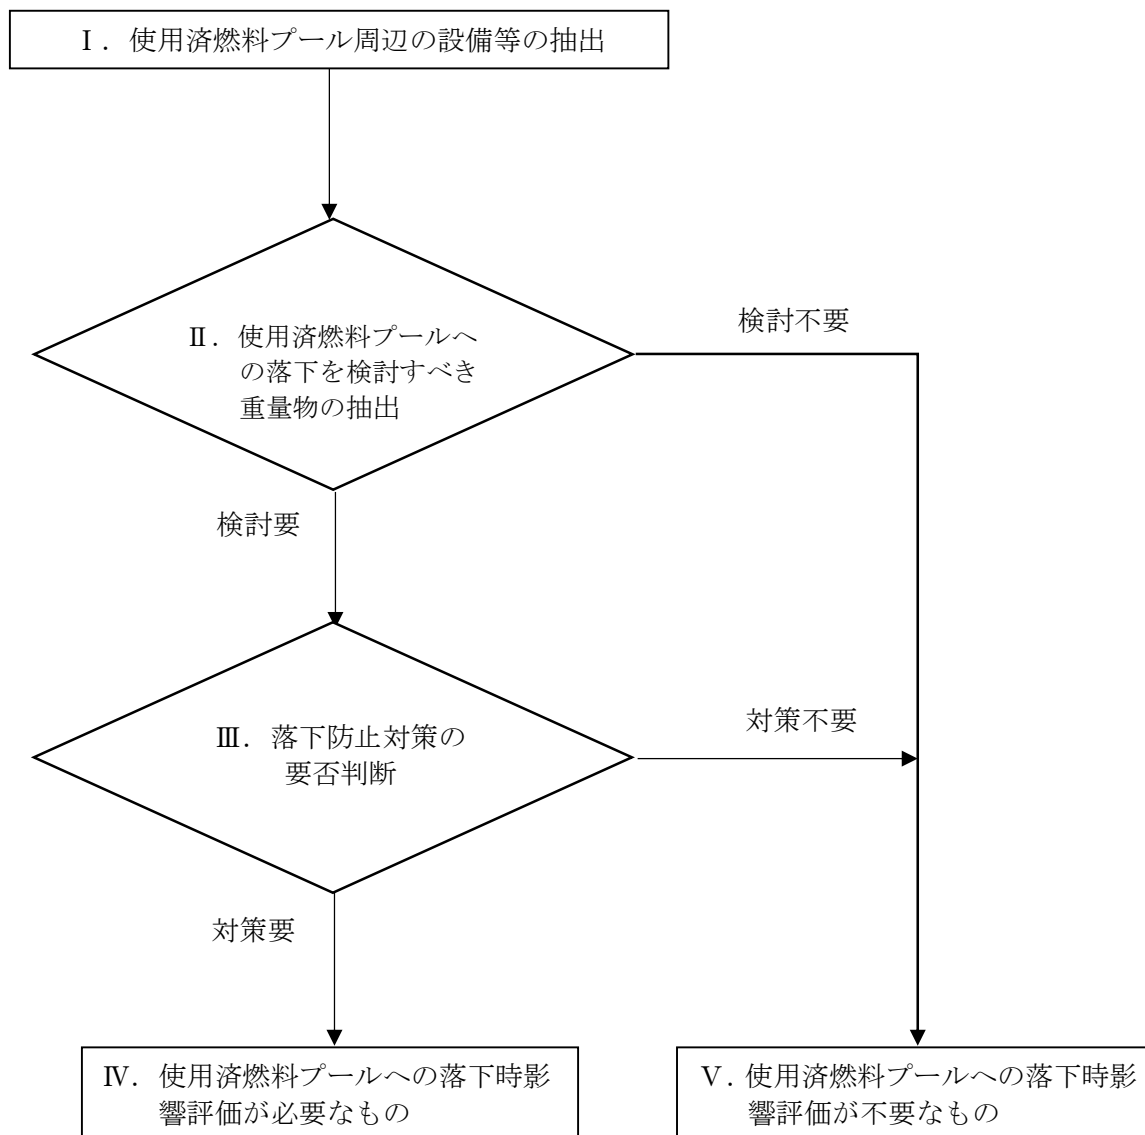 Ⅰ．使用済燃料プール周辺の設備等の抽出
Ⅱ．使用済燃料プールへ
の落下を検討すべき
重量物の抽出
検討不要
検討要
Ⅲ．落下防止対策の
要否判断
対策不要
対策要
Ⅳ．使用済燃料プールへの落下時影
響評価が必要なもの
Ⅴ．使用済燃料プールへの落下時影
響評価が不要なもの